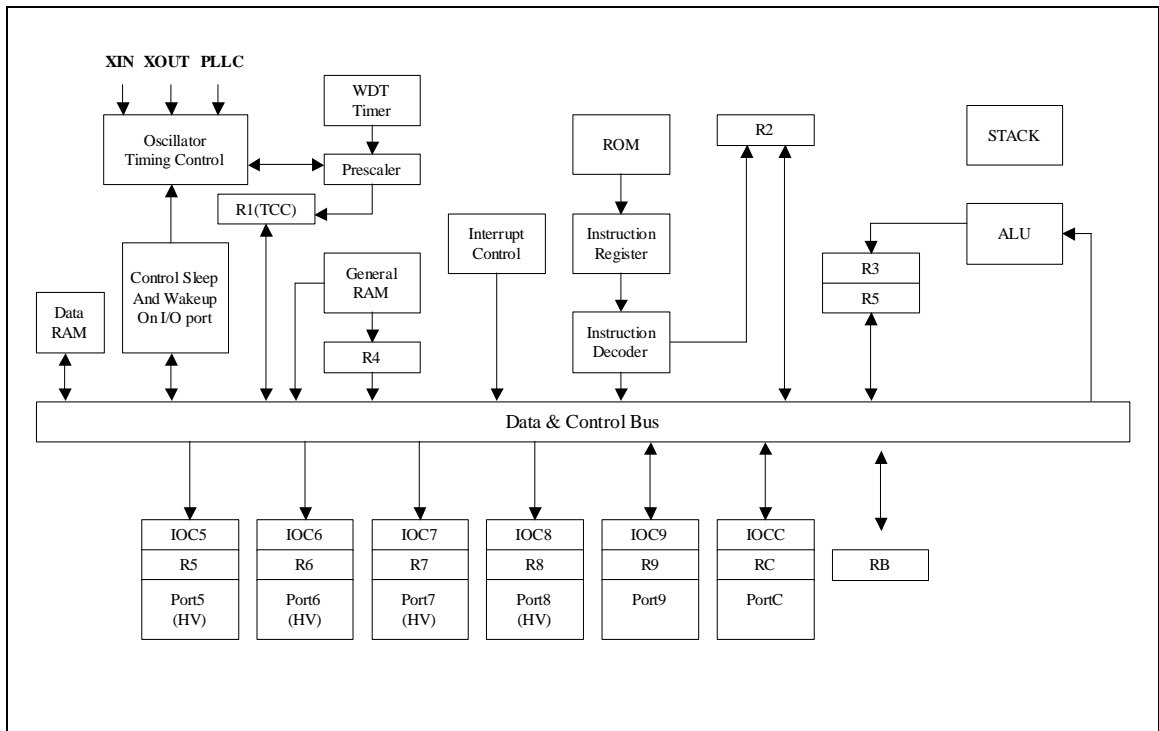 XIN XOUT PLLC
WDT
Timer
Oscillator
Timing Control
Prescaler
R1(TCC)
ROM
R2
STACK
Control Sleep
And Wakeup
On I/O port
Data
RAM
General
RAM
R4
Interrupt
Control
Instruction
Register
Instruction
Decoder
ALU
R3
R5
Data & Control Bus
IOC5
R5
Port5
(HV)
IOC6
R6
Port6
(HV)
IOC7
R7
Port7
(HV)
IOC8
R8
Port8
(HV)
IOC9
R9
Port9
IOCC
RC
PortC
RB